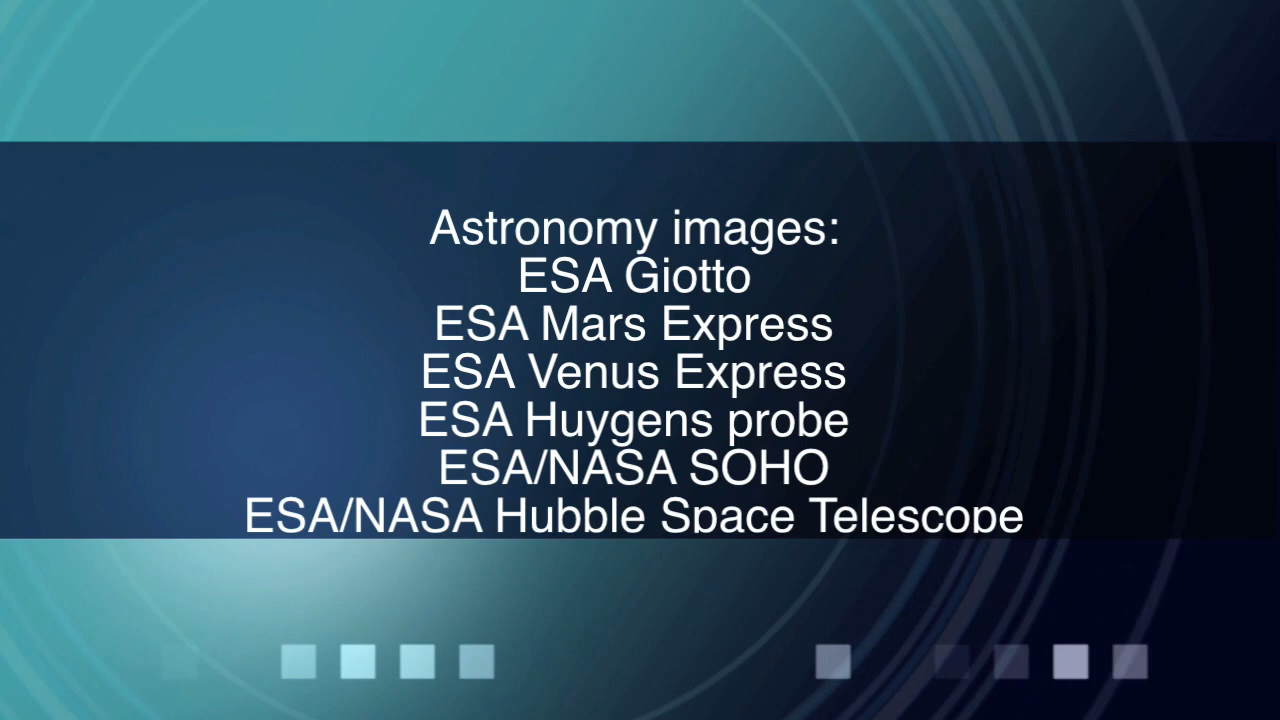 Astronomy images:
ESA Giotto
ESA Mars Express
ESA Venus Express
ESA Huygens probe
ESA/NASA SOHO
ESA/NASA Hubble Space Telescope